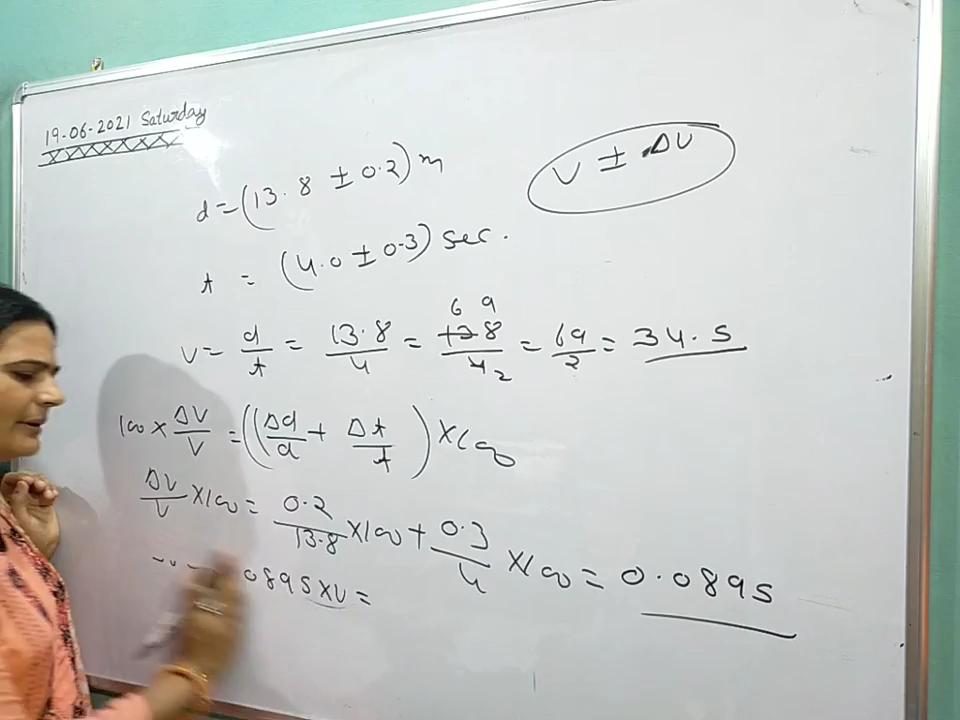 19-06-2021 Saturday
V ± ΔV
d = (13.8 ± 0.2) m
t = (4.0 ± 0.3) sec.
V = d/t = 13.8/4 = 138/4 = 69/2 = 34.5
6 9
2
100 × ΔV/V = ((Δd/d + Δt/t) × 100
ΔV/V × 100 = 0.2/13.8 × 100 + 0.3/4 × 100 = 0.0895
0895 × V =